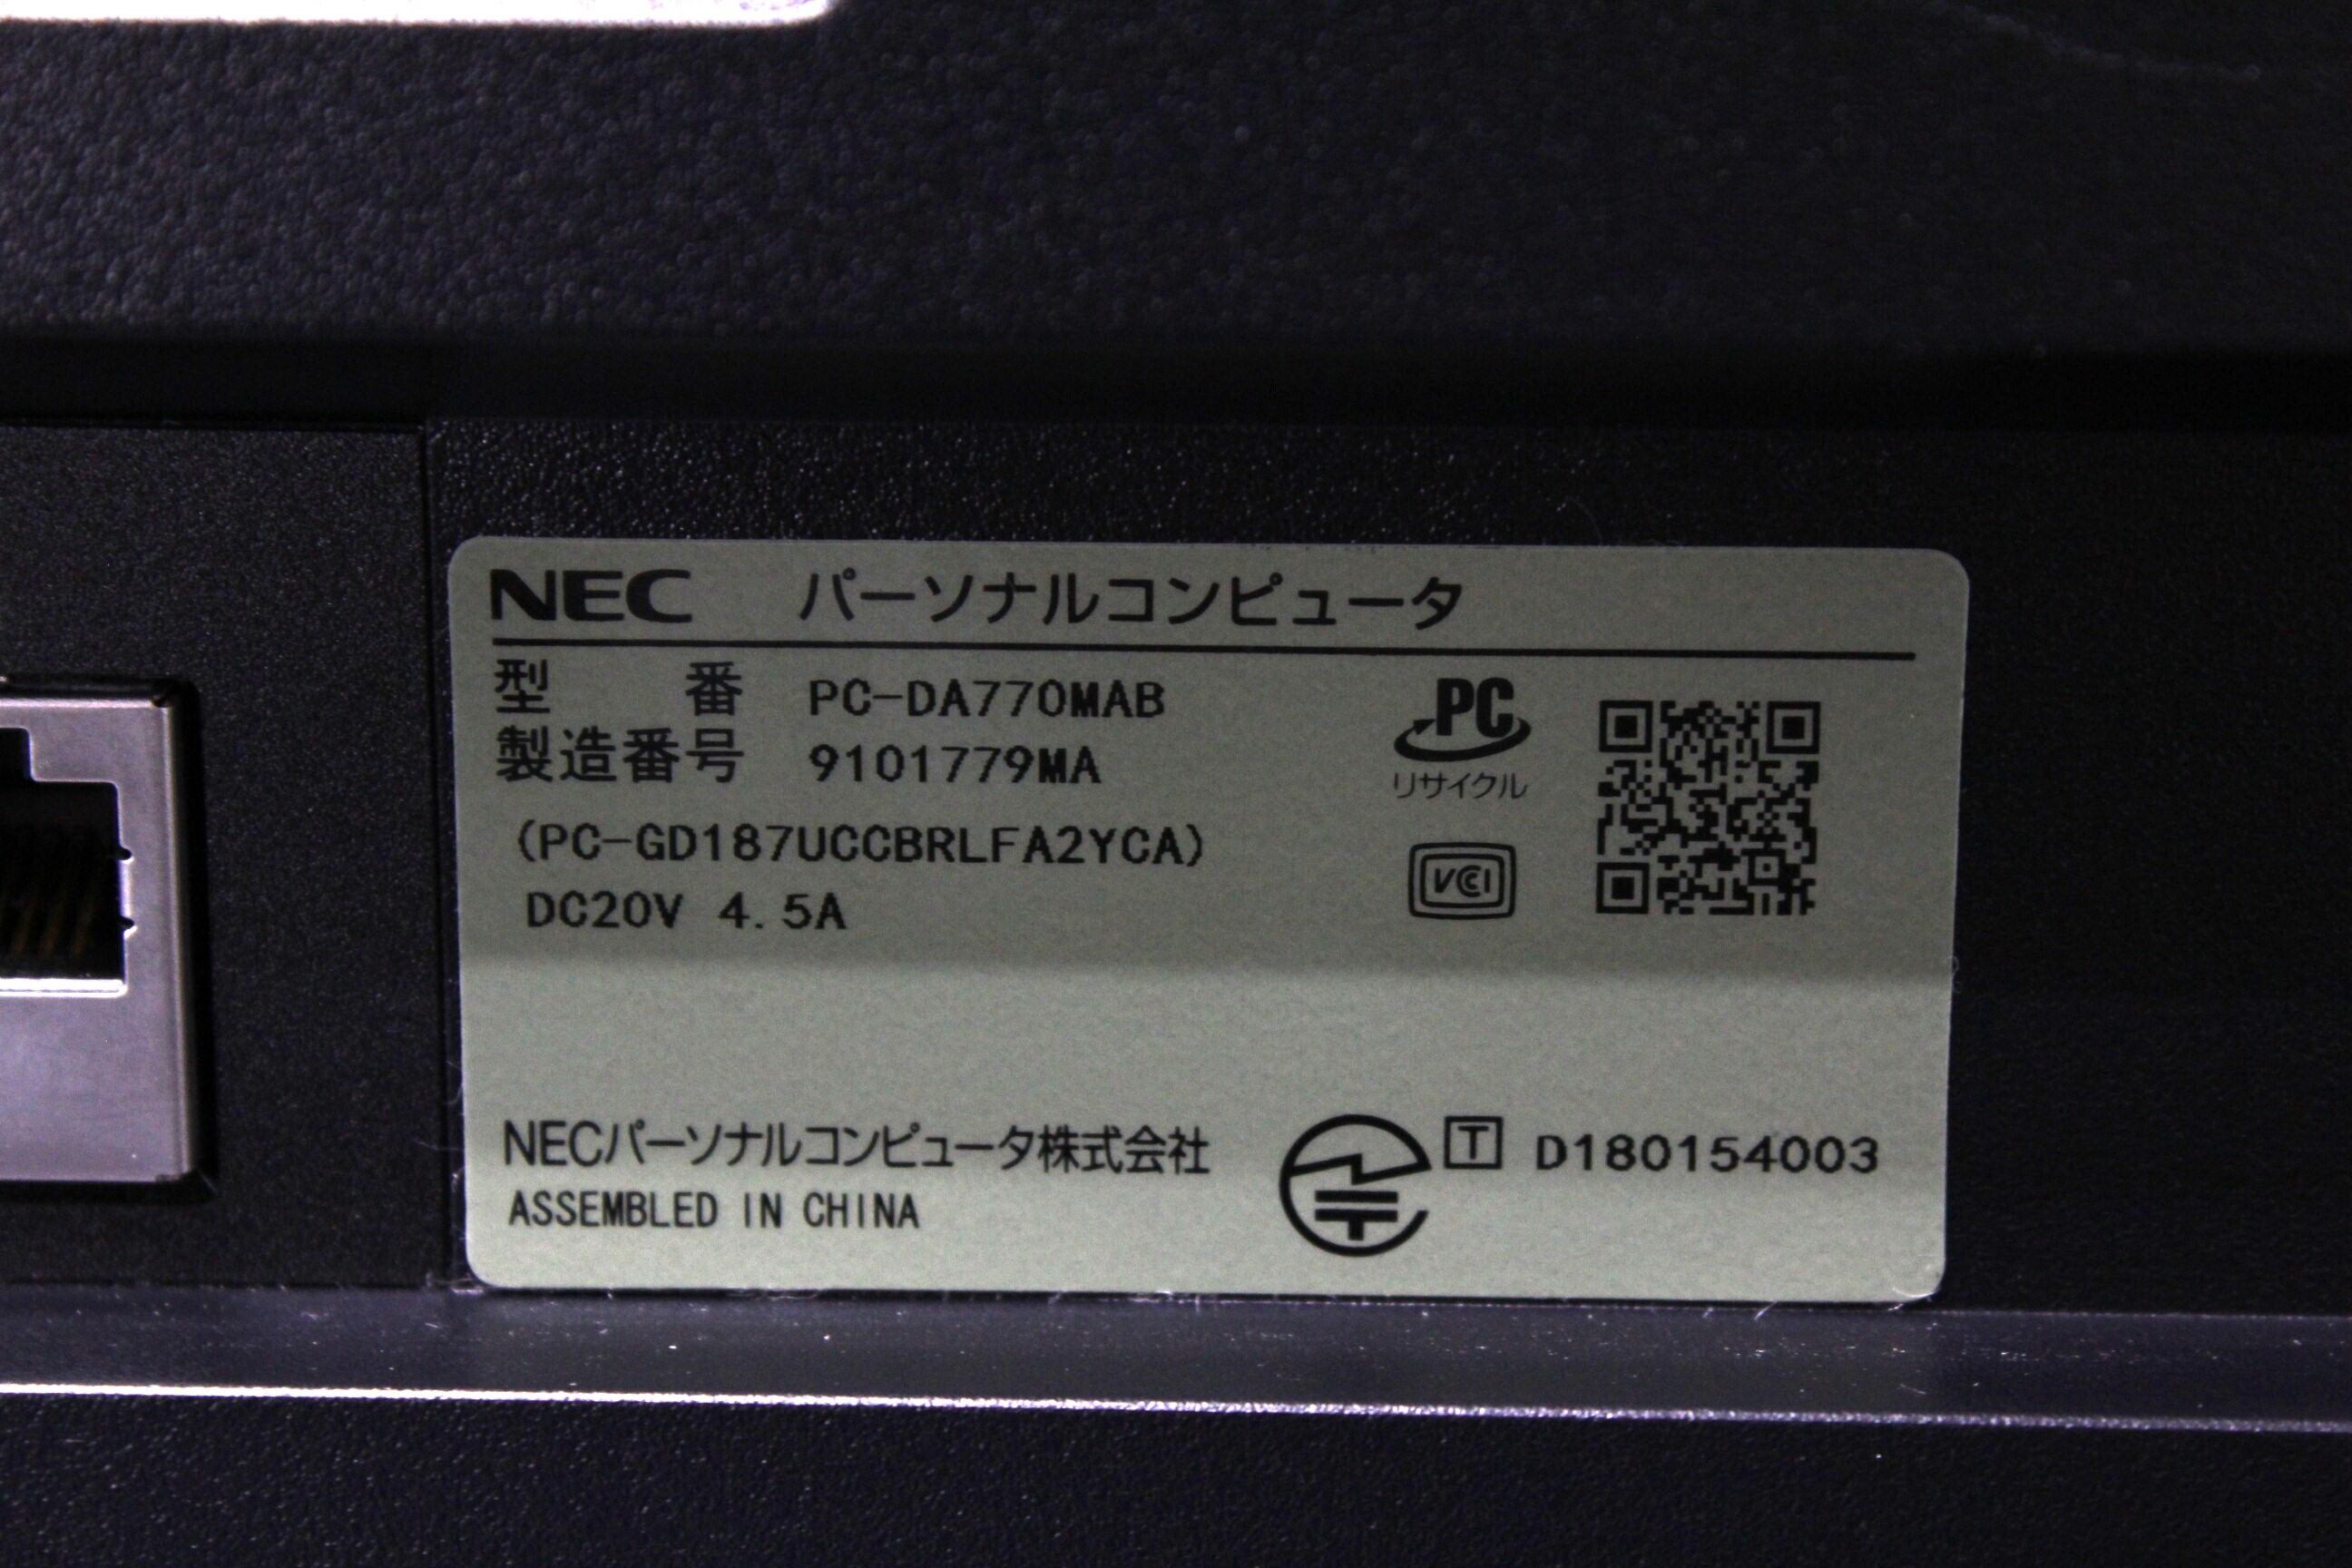 NEC パーソナルコンピュータ
型番 PC-DA770MAB
製造番号 9101779MA
(PC-GD187UCCBRLFA2YCA)
DC20V 4.5A
PC
リサイクル
VCCI
NECパーソナルコンピュータ株式会社
ASSEMBLED IN CHINA
T D180154003